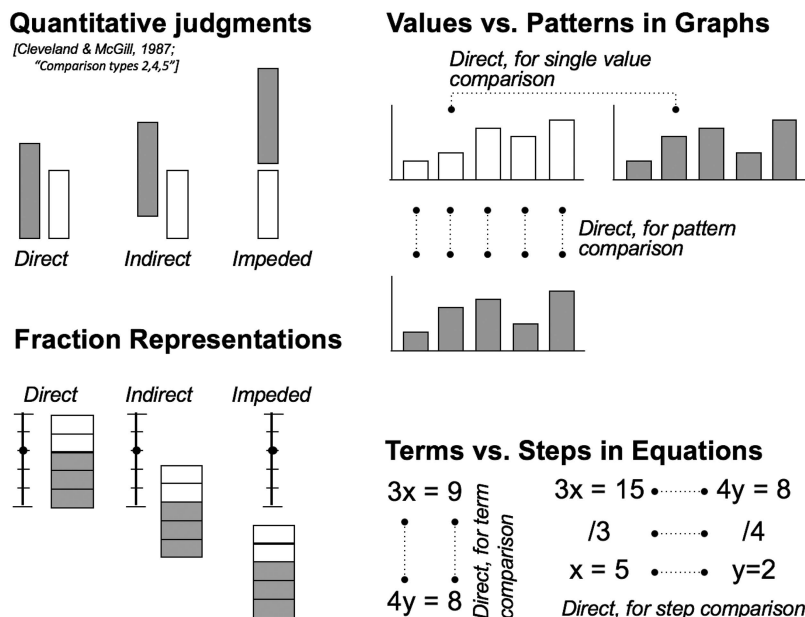 Quantitative judgments
[Cleveland & McGill, 1987;
"Comparison types 2,4,5"]
Direct
Indirect
Impeded
Values vs. Patterns in Graphs
Direct, for single value
comparison
Direct, for pattern
comparison
Fraction Representations
Direct
Indirect
Impeded
Terms vs. Steps in Equations
3x = 9
4y = 8
Direct, for term
comparison
3x = 15
4y = 8
/3
/4
x = 5
y=2
Direct, for step comparison